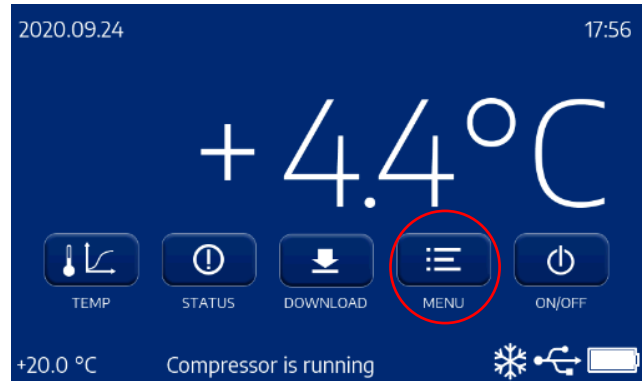 2020.09.24 17:56
+4.4°C
TEMP STATUS DOWNLOAD MENU ON/OFF
+20.0 °C Compressor is running